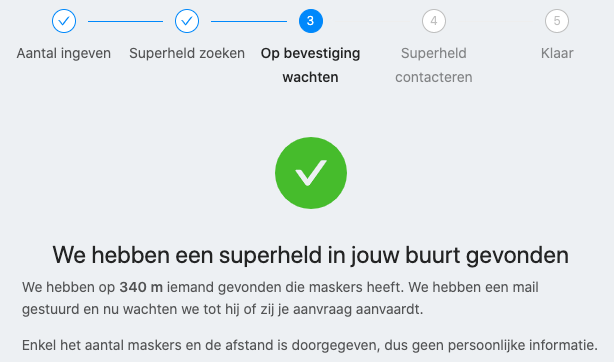 3
4
5
Aantal ingeven
Superheld zoeken
Op bevestiging
wachten
Superheld
contacteren
Klaar
We hebben een superheld in jouw buurt gevonden
We hebben op 340 m iemand gevonden die maskers heeft. We hebben een mail
gestuurd en nu wachten we tot hij of zij je aanvraag aanvaardt.
Enkel het aantal maskers en de afstand is doorgegeven, dus geen persoonlijke informatie.